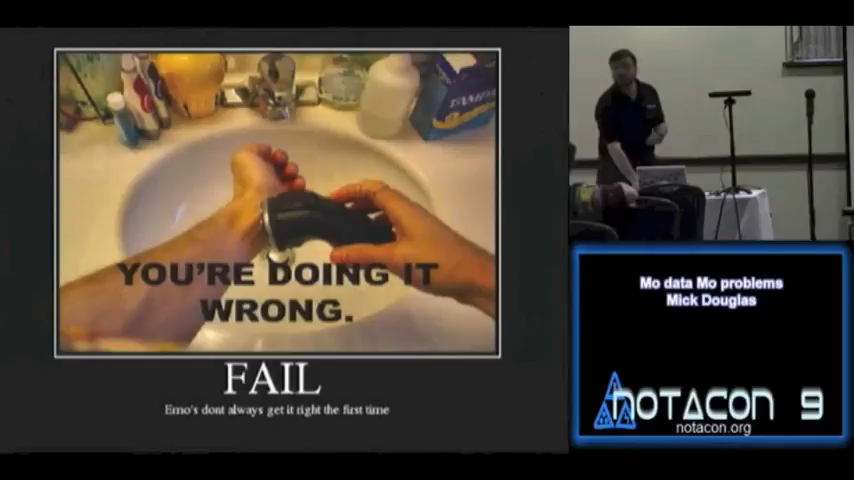 YOU'RE DOING IT
WRONG.
FAIL
Emo's dont always get it right the first time
Mo data Mo problems
Mick Douglas
NOTACON 9
notacon.org